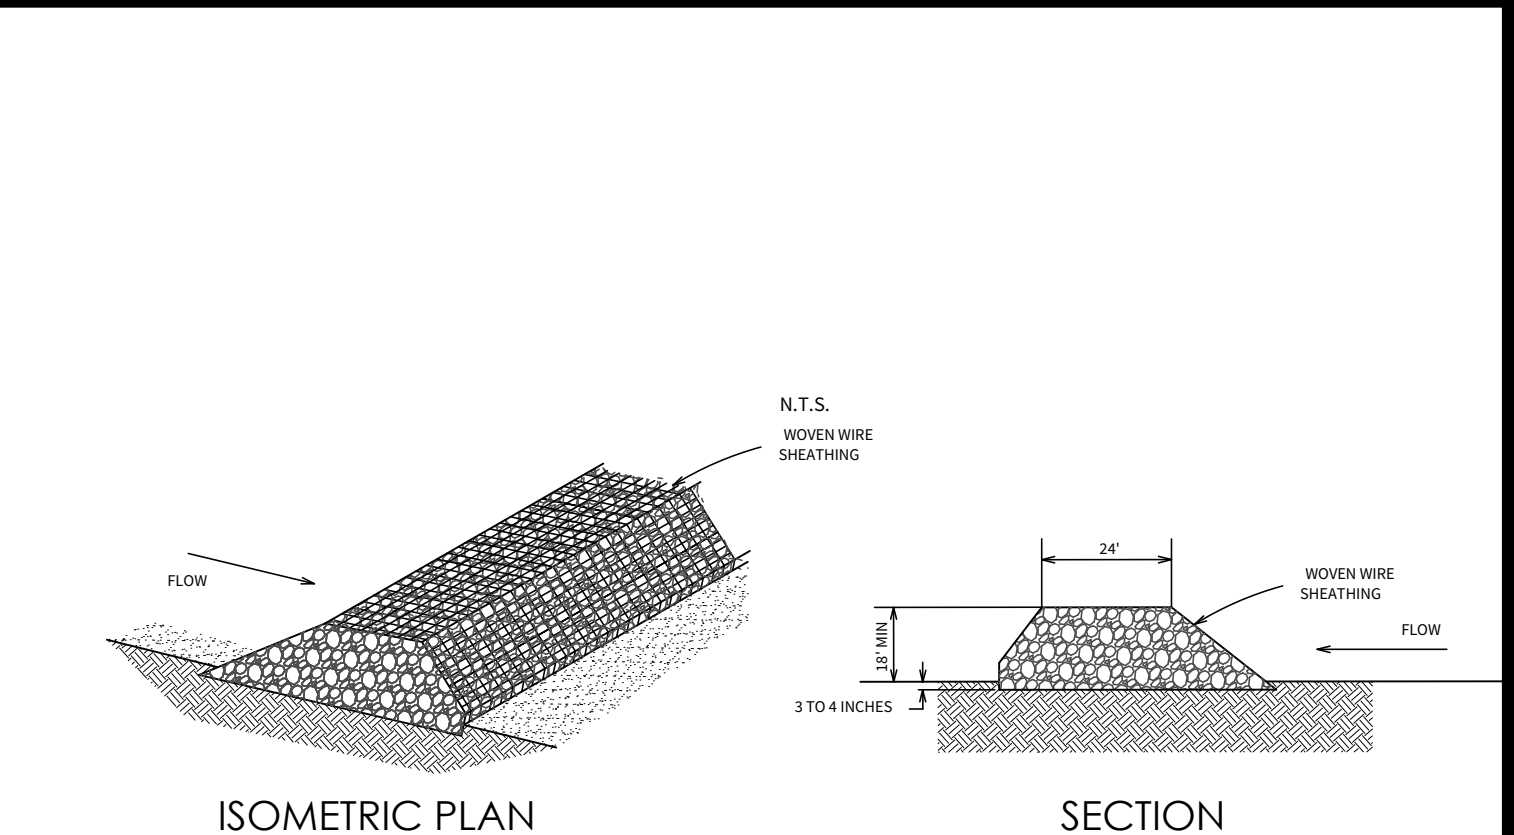 N.T.S.
WOVEN WIRE
SHEATHING
FLOW
24'
WOVEN WIRE
SHEATHING
18' MIN
FLOW
3 TO 4 INCHES
ISOMETRIC PLAN
SECTION